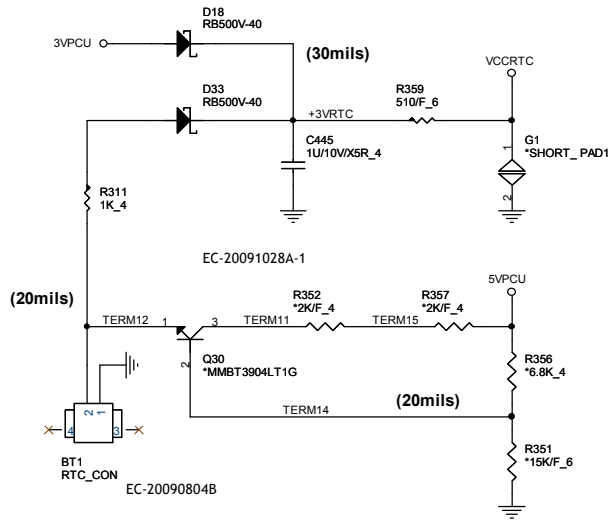 D18
RB500V-40
3VPCU
(30mils)
VCCRTC
D33
RB500V-40
R359
510/F_6
+3VRTC
G1
*SHORT_ PAD1
1
2
C445
1U/10V/X5R_4
R311
1K_4
EC-20091028A-1
(20mils)
R352
*2K/F_4
R357
*2K/F_4
5VPCU
TERM12
1
3
TERM11
TERM15
R356
*6.8K_4
Q30
*MMBT3904LT1G
2
TERM14
(20mils)
2
1
4
3
R351
*15K/F_6
BT1
RTC_CON
EC-20090804B